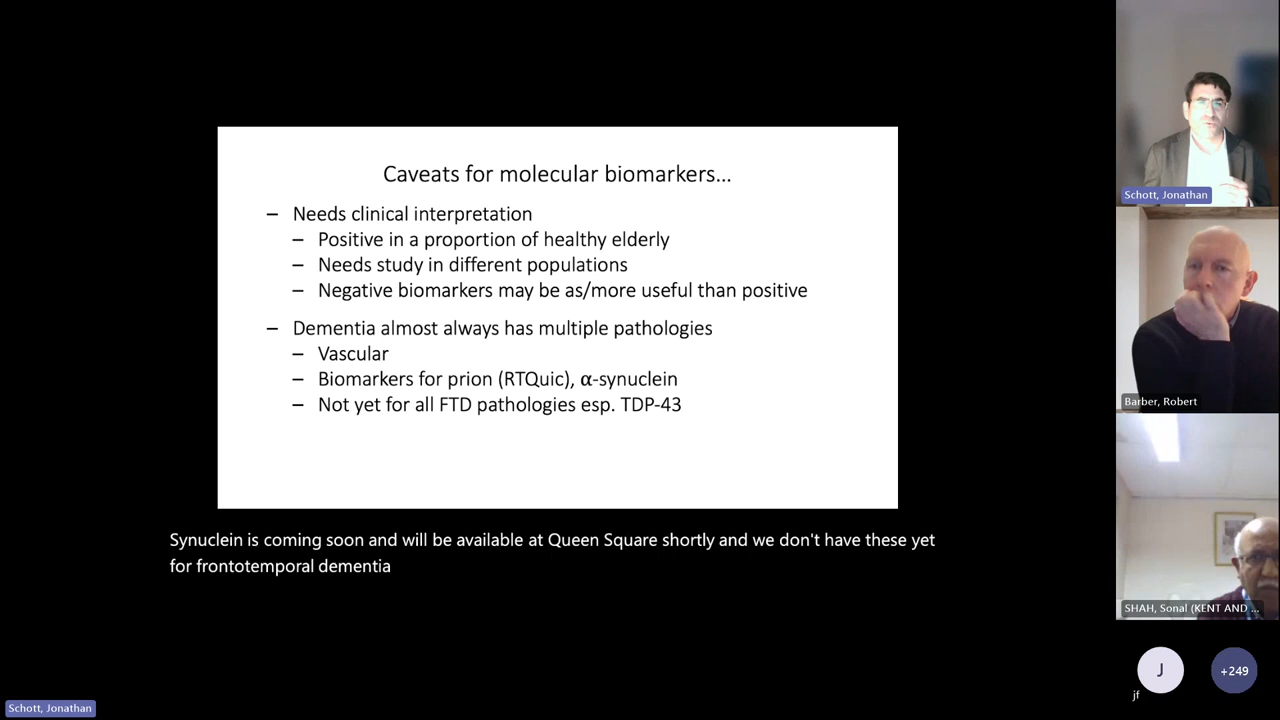 Caveats for molecular biomarkers...
– Needs clinical interpretation
– Positive in a proportion of healthy elderly
– Needs study in different populations
– Negative biomarkers may be as/more useful than positive
– Dementia almost always has multiple pathologies
– Vascular
– Biomarkers for prion (RTQuic), α-synuclein
– Not yet for all FTD pathologies esp. TDP-43
Synuclein is coming soon and will be available at Queen Square shortly and we don't have these yet
for frontotemporal dementia
Schott, Jonathan
Schott, Jonathan
Barber, Robert
SHAH, Sonal (KENT AND ...
J
jf
+249